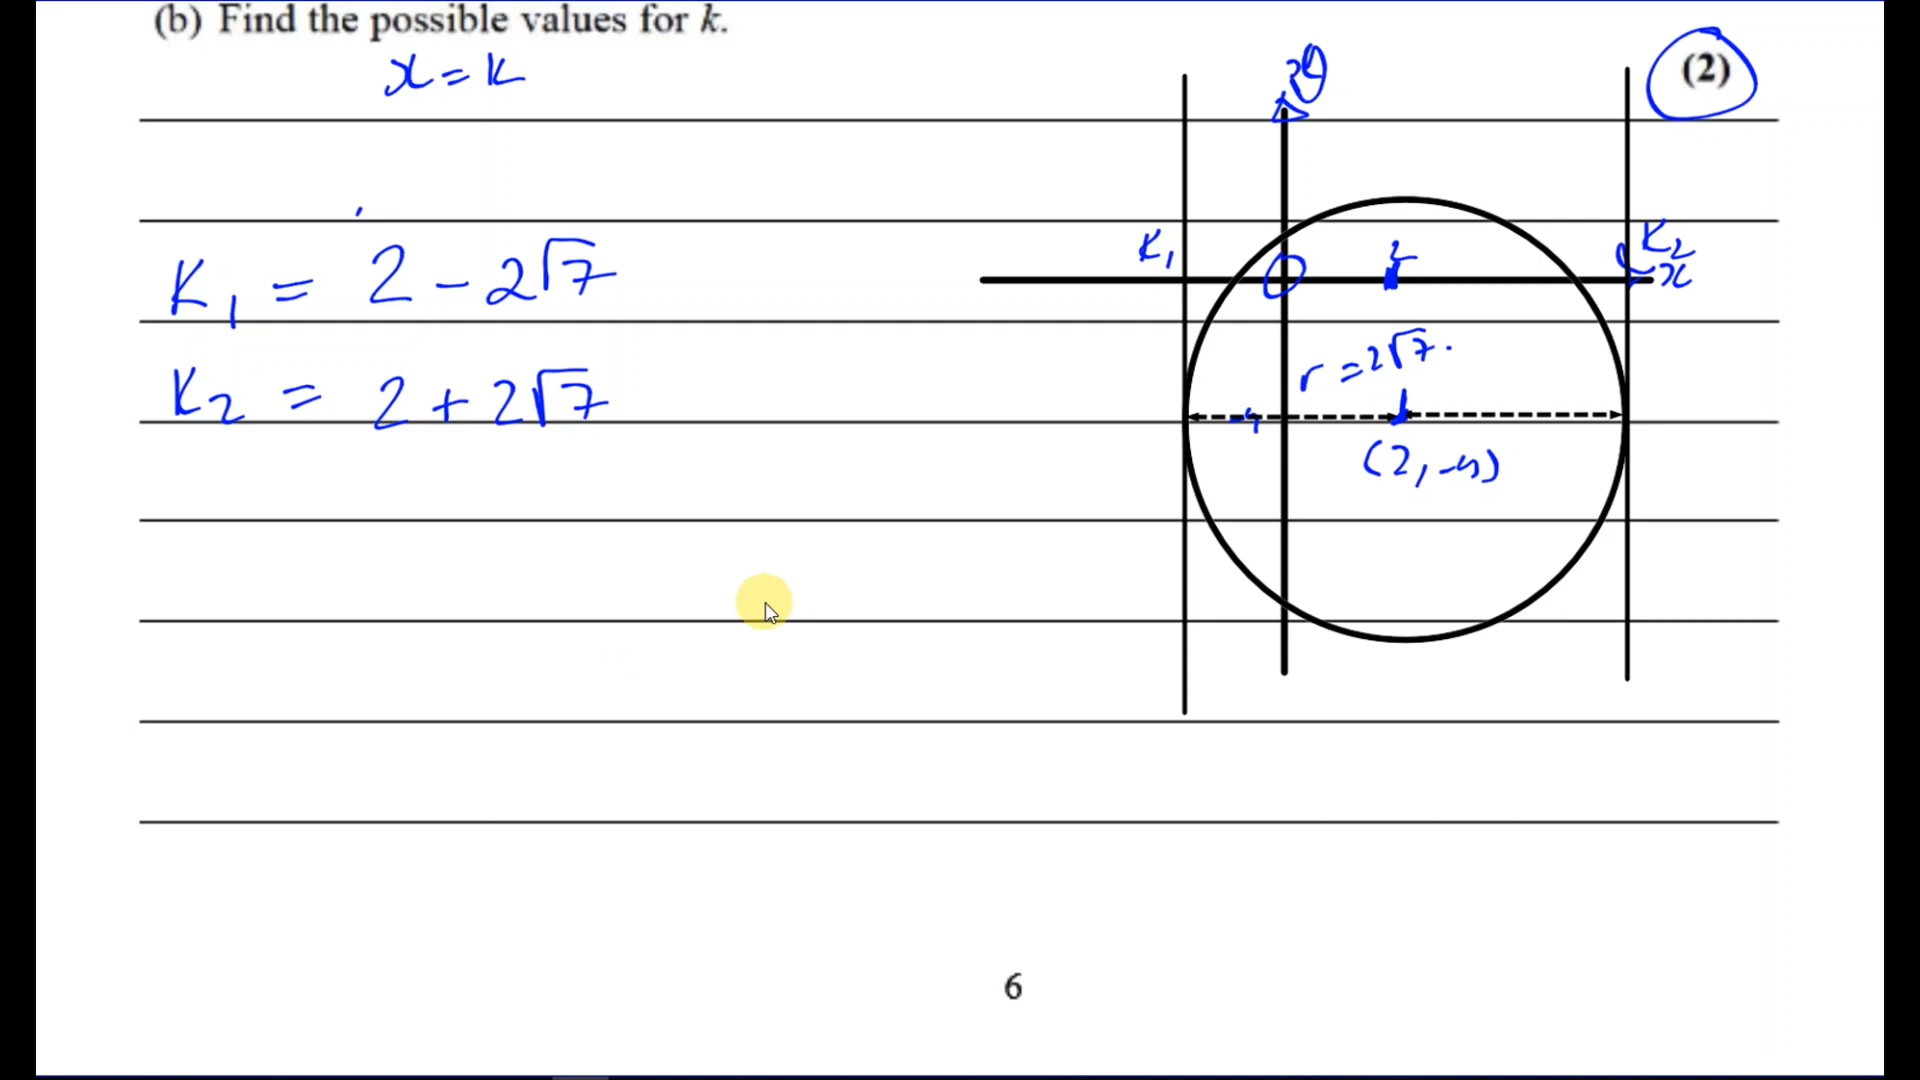 (b) Find the possible values for k.
(2)
x = k
y
K₁
O
2
K₂
x
K₁ = 2 - 2√7
r = 2√7.
K₂ = 2 + 2√7
-4
(2, -4)
6